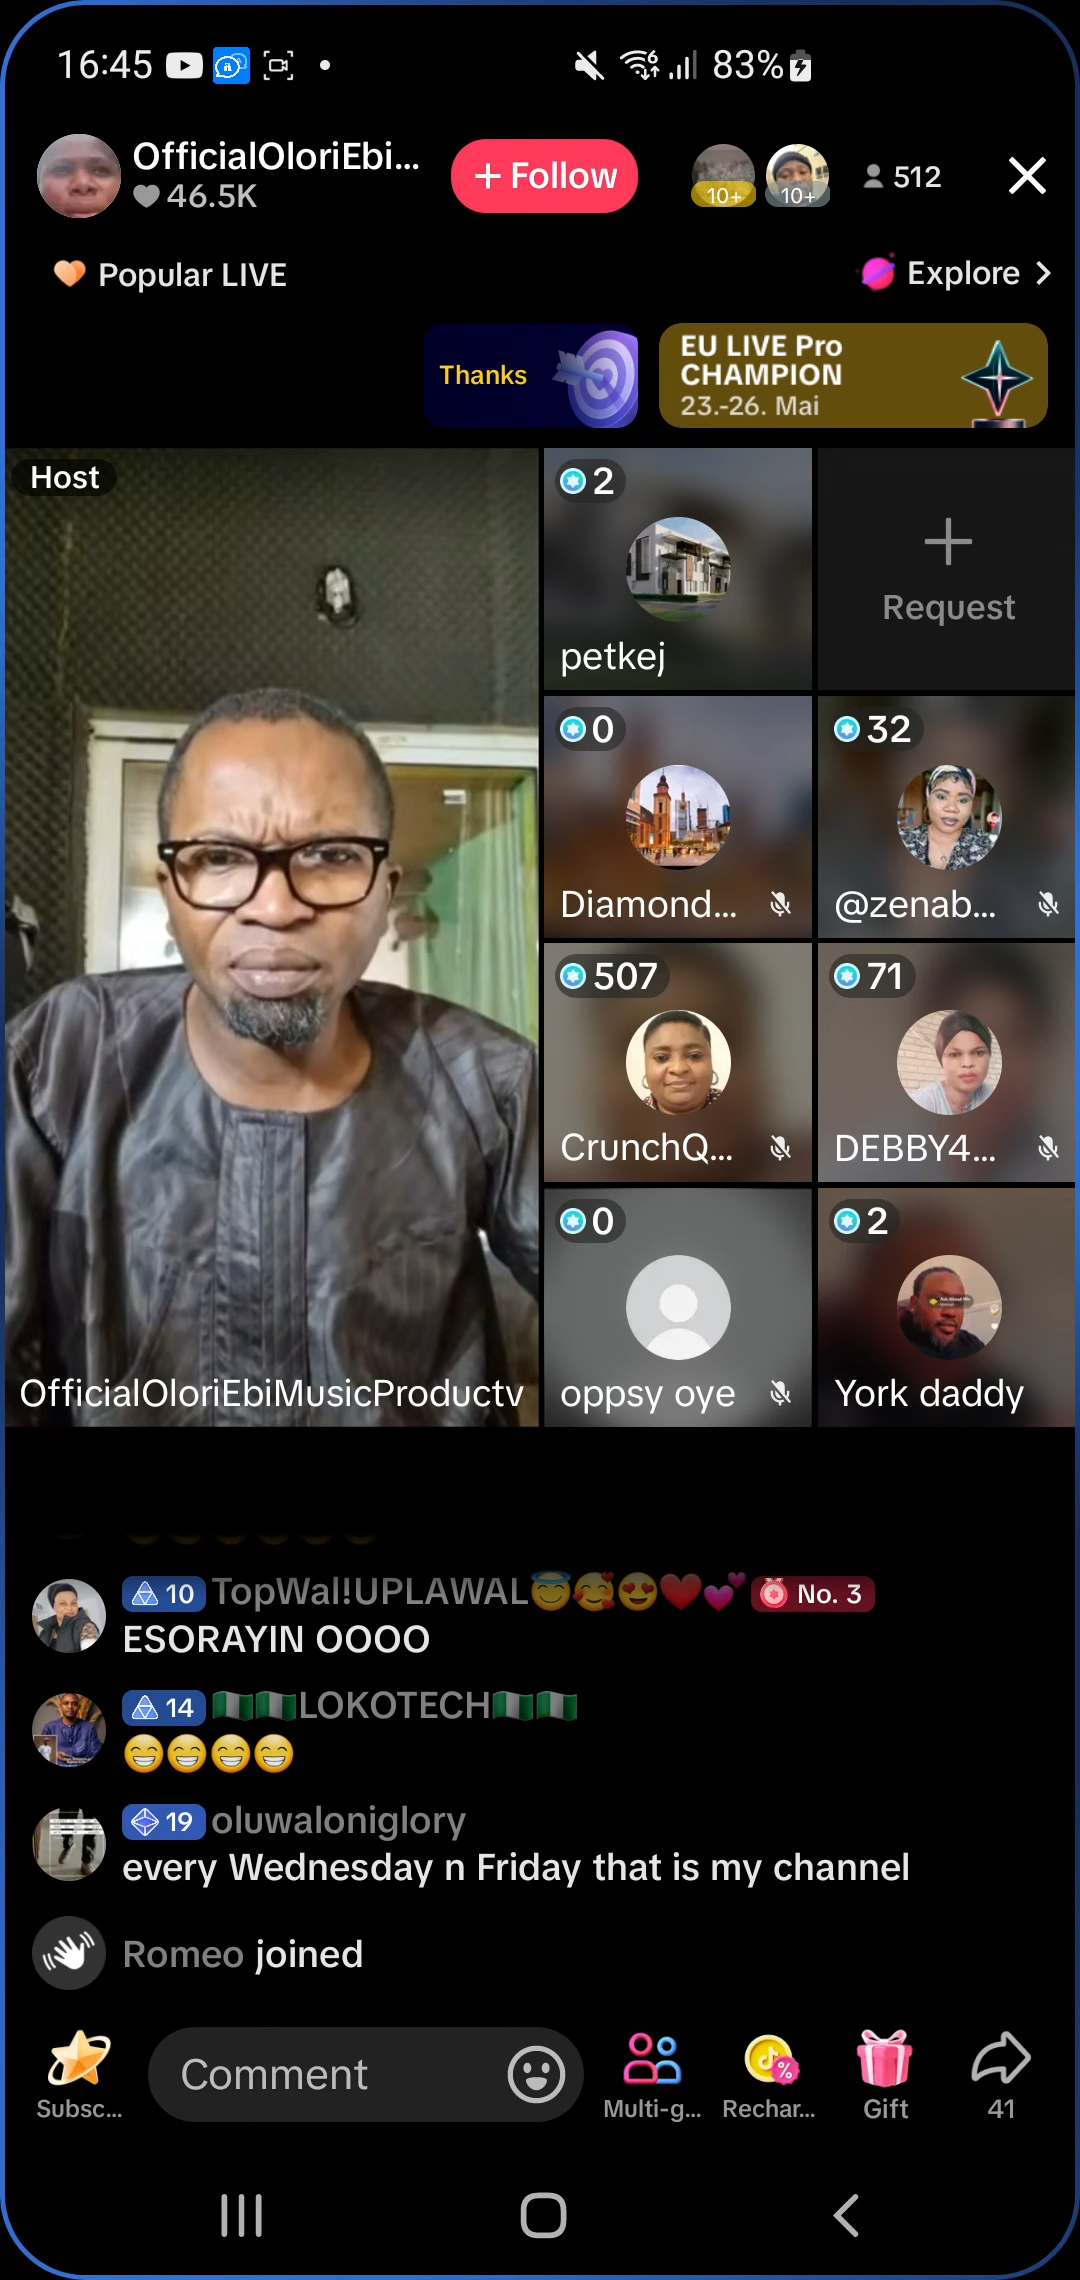 16:45 83%
OfficialOloriEbi...
46.5K
+ Follow
10+ 10+
512
Popular LIVE
Explore
Thanks
EU LIVE Pro
CHAMPION
23.-26. Mai
Host
2
petkej
Request
0
Diamond...
32
@zenab...
507
CrunchQ...
71
DEBBY4...
0
oppsy oye
2
York daddy
OfficialOloriEbiMusicProductv
10 TopWal!UPLAWAL😇🥰😍❤️💕 No. 3
ESORAYIN OOOO
14 🇳🇬🇳🇬LOKOTECH🇳🇬🇳🇬
😁😁😁😁
19 oluwaloniglory
every Wednesday n Friday that is my channel
Romeo joined
Subsc...
Comment
Multi-g...
Rechar...
Gift
41